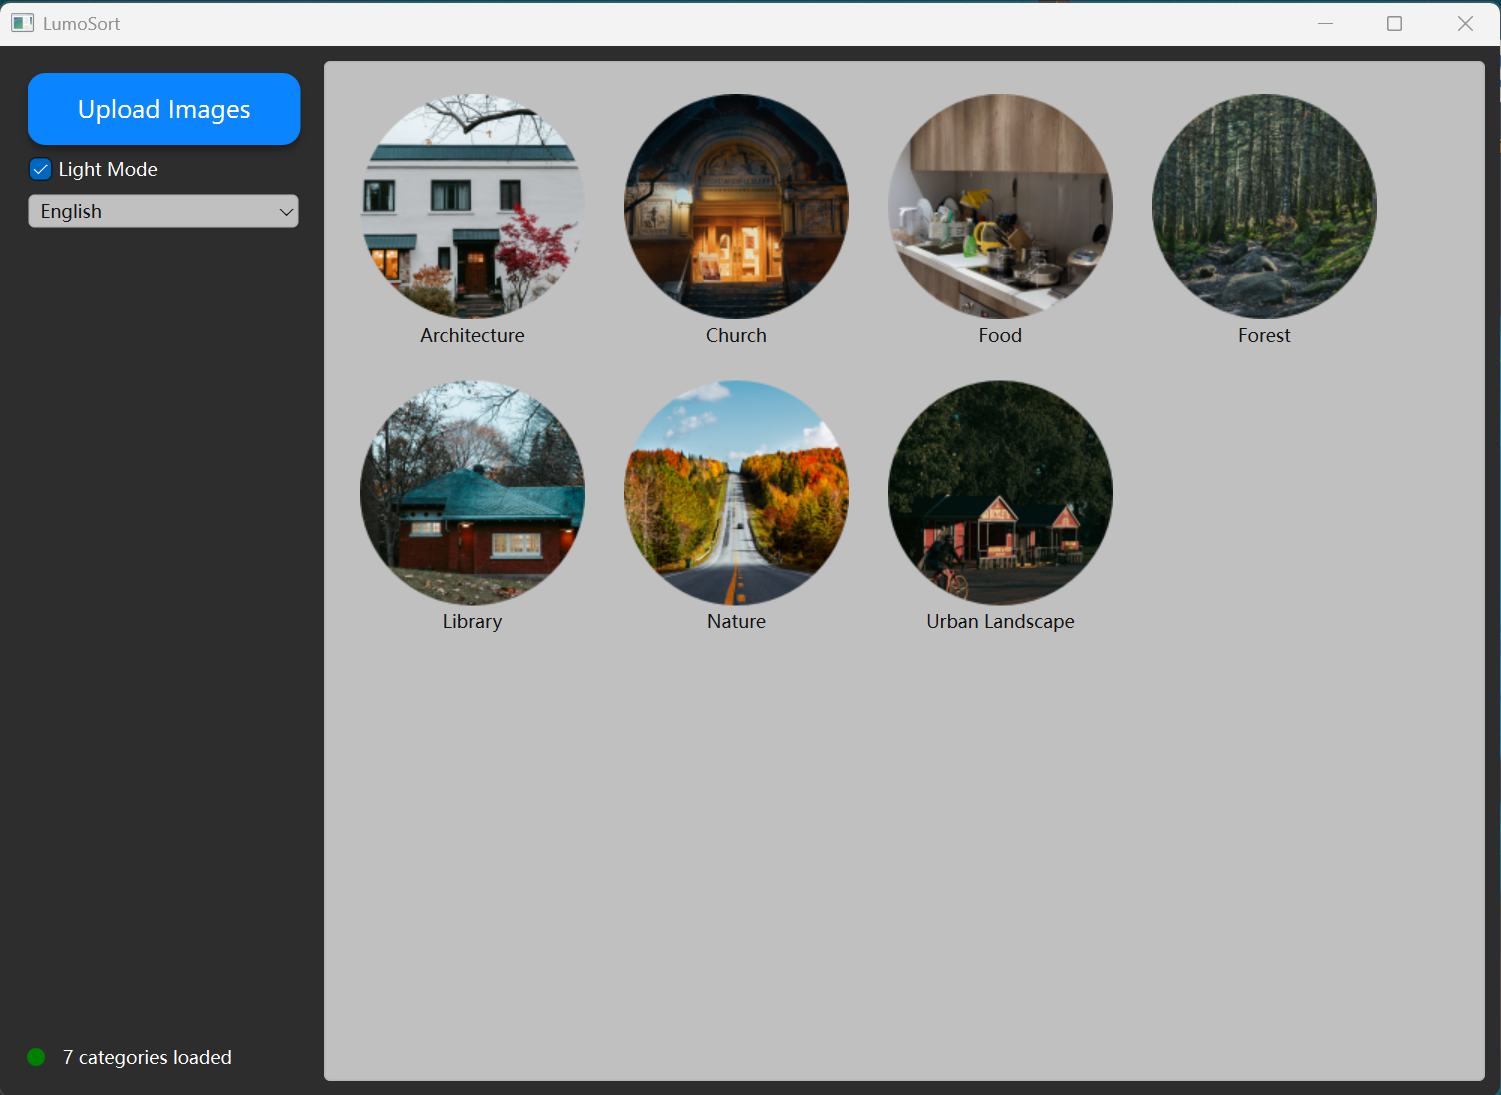 LumoSort
Upload Images
Light Mode
English
Architecture
Church
Food
Forest
Library
Nature
Urban Landscape
7 categories loaded